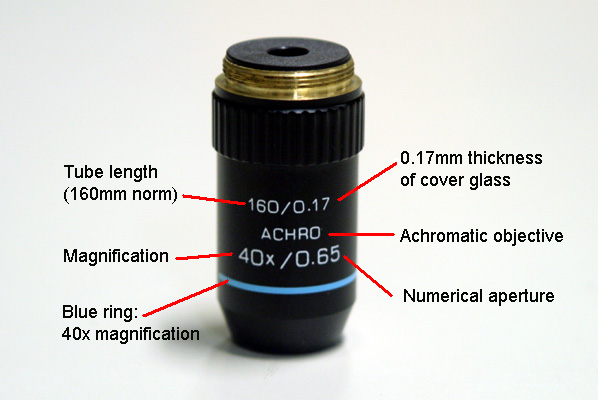 Tube length
(160mm norm)
0.17mm thickness
of cover glass
160/0.17
ACHRO
Achromatic objective
Magnification
40x/0.65
Numerical aperture
Blue ring:
40x magnification